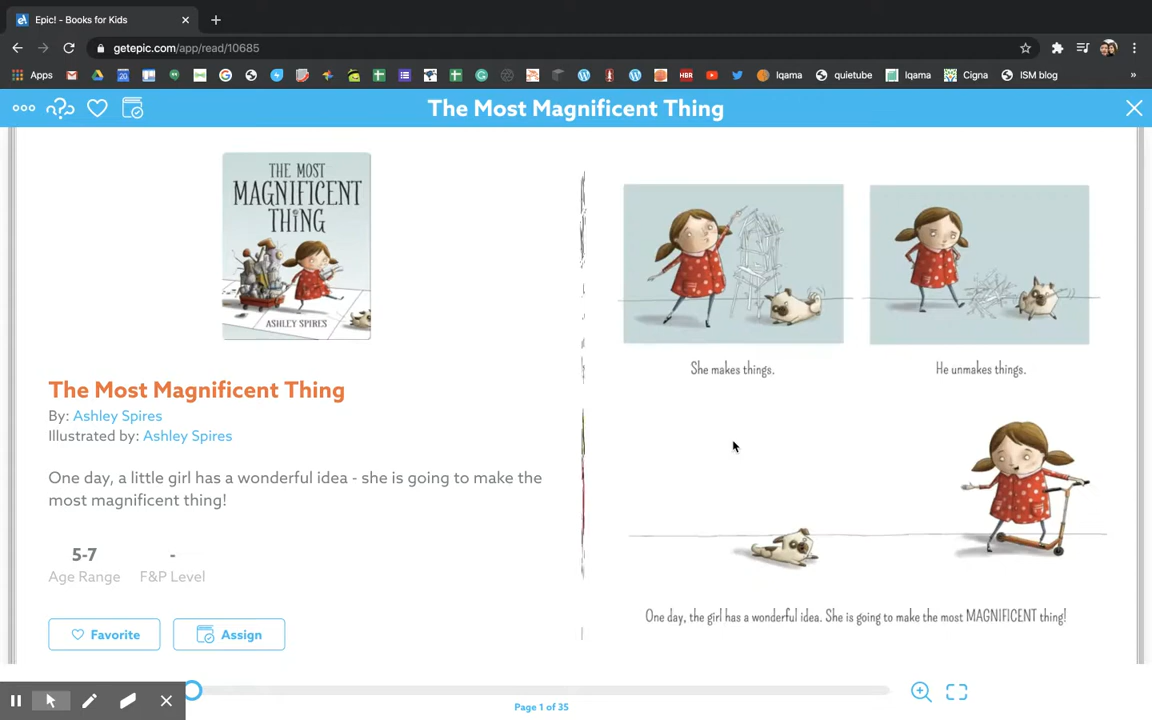 Epic! - Books for Kids
getepic.com/app/read/10685
Apps
Iqama
quietube
Iqama
Cigna
ISM blog
»
The Most Magnificent Thing
THE MOST
MAGNIFICENT
THING
ASHLEY SPIRES
The Most Magnificent Thing
By: Ashley Spires
Illustrated by: Ashley Spires
One day, a little girl has a wonderful idea - she is going to make the
most magnificent thing!
5-7
Age Range
-
F&P Level
Favorite
Assign
She makes things.
He unmakes things.
One day, the girl has a wonderful idea. She is going to make the most MAGNIFICENT thing!
Page 1 of 35